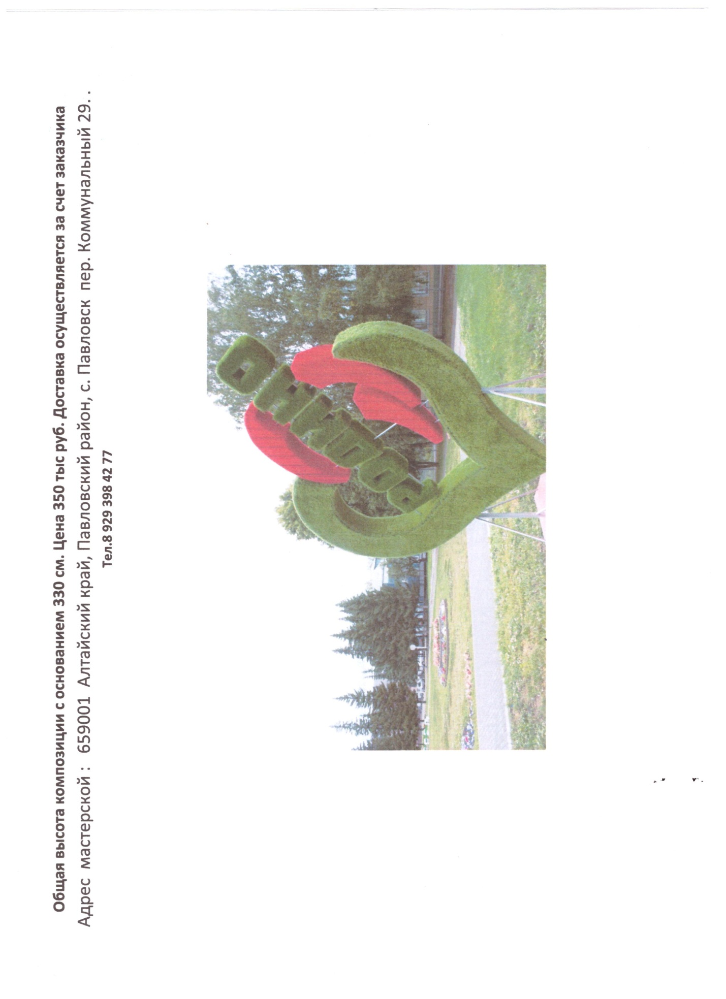 Общая высота композиции с основанием 330 см. Цена 350 тыс руб. Доставка осуществляется за счет заказчика
Адрес мастерской : 659001 Алтайский край, Павловский район, с. Павловск пер. Коммунальный 29. .
Тел.8 929 398 42 77
РОДИНО